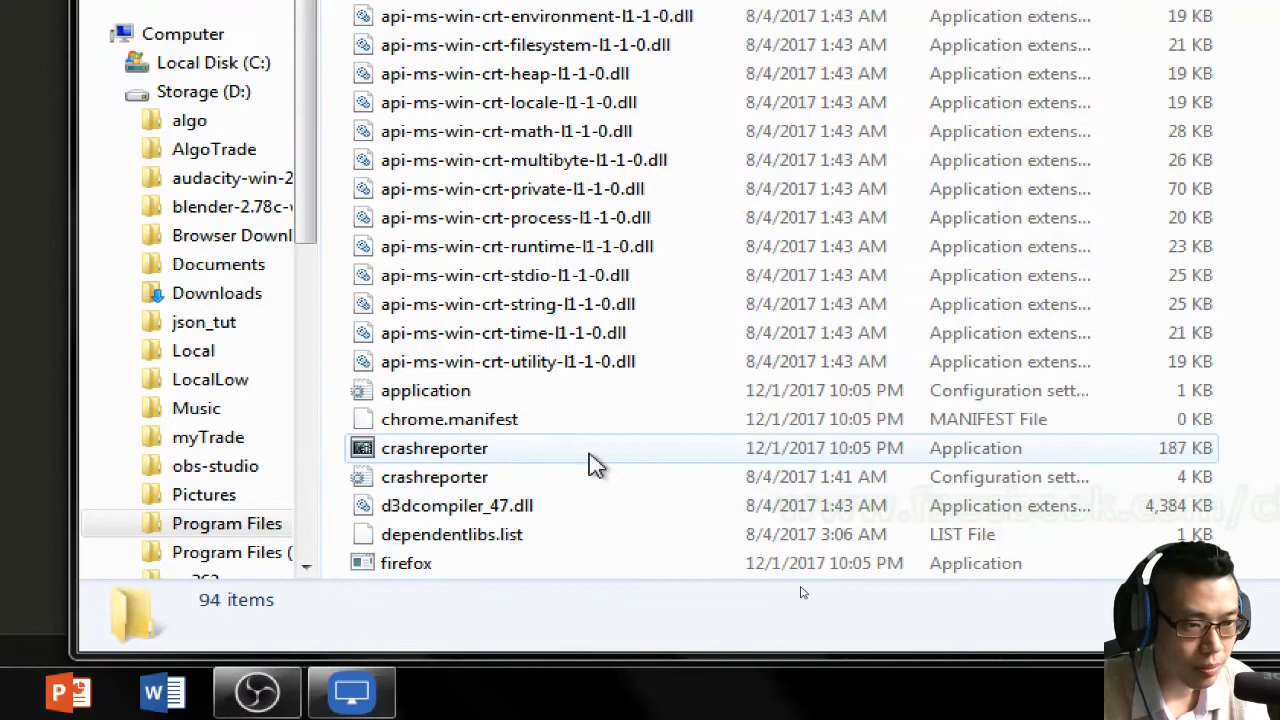 Computer
Local Disk (C:)
Storage (D:)
algo
AlgoTrade
audacity-win-2
blender-2.78c-
Browser Downl
Documents
Downloads
json_tut
Local
LocalLow
Music
myTrade
obs-studio
Pictures
Program Files
Program Files (
api-ms-win-crt-environment-l1-1-0.dll 8/4/2017 1:43 AM Application extens... 19 KB
api-ms-win-crt-filesystem-l1-1-0.dll 8/4/2017 1:43 AM Application extens... 21 KB
api-ms-win-crt-heap-l1-1-0.dll 8/4/2017 1:43 AM Application extens... 19 KB
api-ms-win-crt-locale-l1-1-0.dll 8/4/2017 1:43 AM Application extens... 19 KB
api-ms-win-crt-math-l1-1-0.dll 8/4/2017 1:43 AM Application extens... 28 KB
api-ms-win-crt-multibyte-l1-1-0.dll 8/4/2017 1:43 AM Application extens... 26 KB
api-ms-win-crt-private-l1-1-0.dll 8/4/2017 1:43 AM Application extens... 70 KB
api-ms-win-crt-process-l1-1-0.dll 8/4/2017 1:43 AM Application extens... 20 KB
api-ms-win-crt-runtime-l1-1-0.dll 8/4/2017 1:43 AM Application extens... 23 KB
api-ms-win-crt-stdio-l1-1-0.dll 8/4/2017 1:43 AM Application extens... 25 KB
api-ms-win-crt-string-l1-1-0.dll 8/4/2017 1:43 AM Application extens... 25 KB
api-ms-win-crt-time-l1-1-0.dll 8/4/2017 1:43 AM Application extens... 21 KB
api-ms-win-crt-utility-l1-1-0.dll 8/4/2017 1:43 AM Application extens... 19 KB
application 12/1/2017 10:05 PM Configuration sett... 1 KB
chrome.manifest 12/1/2017 10:05 PM MANIFEST File 0 KB
crashreporter 12/1/2017 10:05 PM Application 187 KB
crashreporter 8/4/2017 1:41 AM Configuration sett... 4 KB
d3dcompiler_47.dll 8/4/2017 1:43 AM Application extens... 4,384 KB
www.facebook.com/c
dependentlibs.list 8/4/2017 3:06 AM LIST File 1 KB
firefox 12/1/2017 10:05 PM Application
94 items
P
W